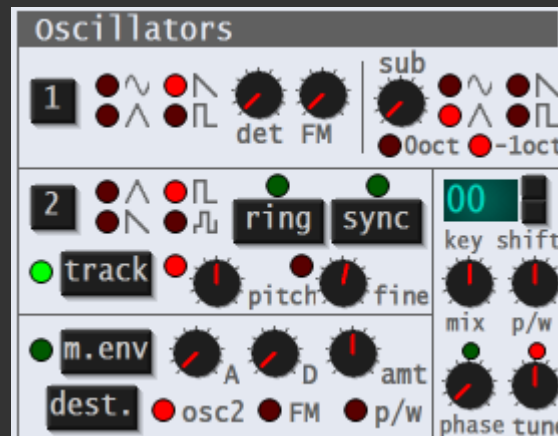 Oscillators
1 det FM sub
0oct -1oct
2 ring sync
00
key shift
track pitch fine
mix p/w
m.env A D amt
dest. osc2 FM p/w
phase tune